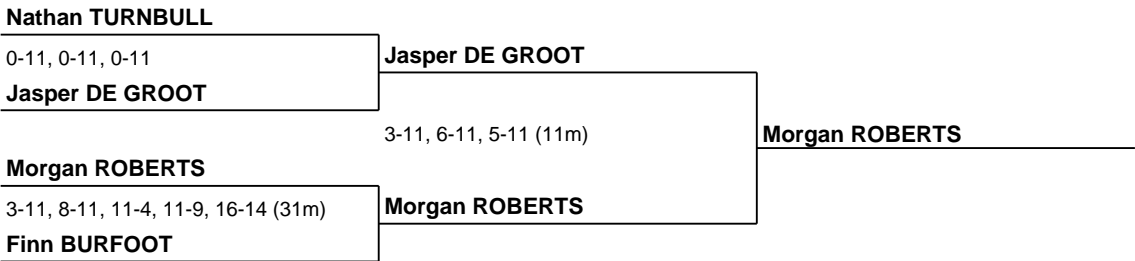 Nathan TURNBULL
0-11, 0-11, 0-11
Jasper DE GROOT
Jasper DE GROOT
3-11, 6-11, 5-11 (11m)
Morgan ROBERTS
Morgan ROBERTS
3-11, 8-11, 11-4, 11-9, 16-14 (31m)
Morgan ROBERTS
Finn BURFOOT